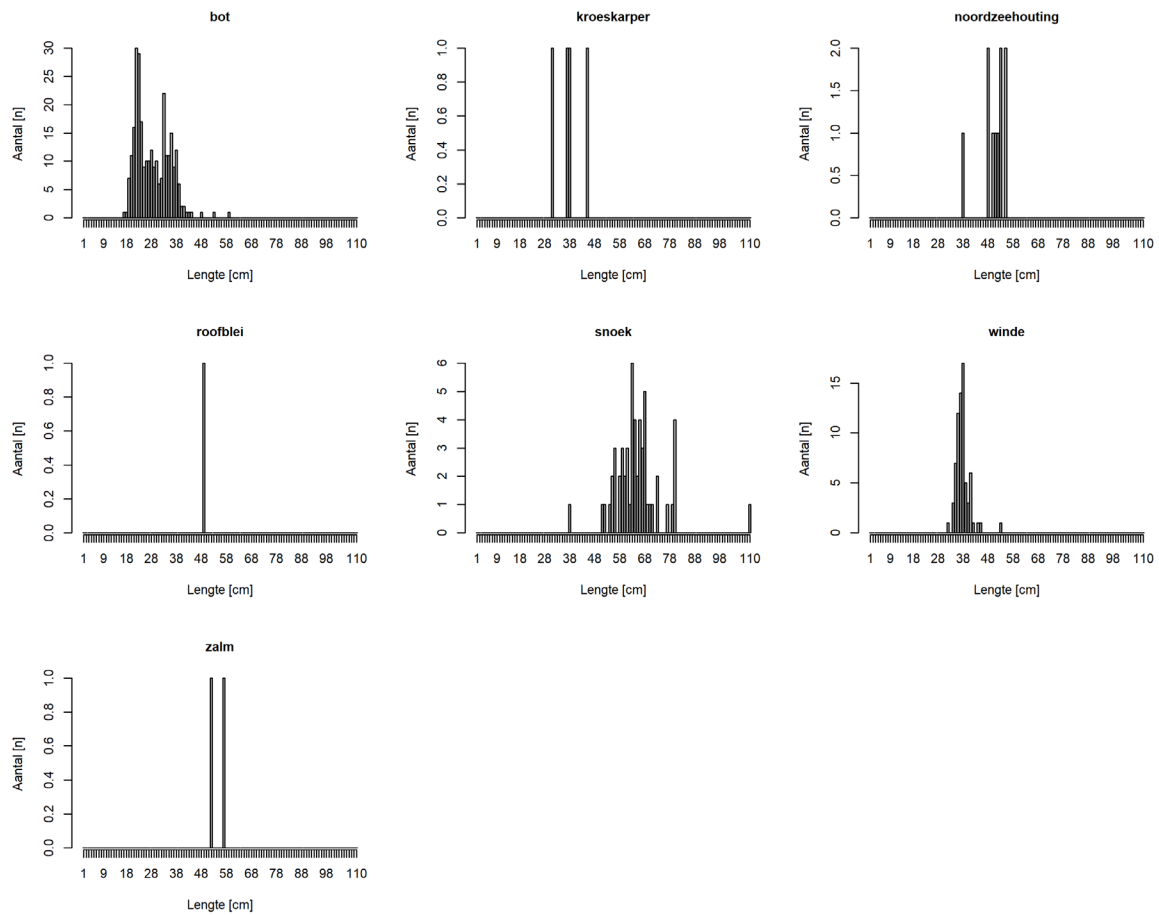 bot
Aantal [n]
30
25
20
15
10
5
0
1 9 18 28 38 48 58 68 78 88 98 110
Lengte [cm]
kroeskarper
Aantal [n]
1.0
0.8
0.6
0.4
0.2
0.0
1 9 18 28 38 48 58 68 78 88 98 110
Lengte [cm]
noordzeehouting
Aantal [n]
2.0
1.5
1.0
0.5
0.0
1 9 18 28 38 48 58 68 78 88 98 110
Lengte [cm]
roofblei
Aantal [n]
1.0
0.8
0.6
0.4
0.2
0.0
1 9 18 28 38 48 58 68 78 88 98 110
Lengte [cm]
snoek
Aantal [n]
6
5
4
3
2
1
0
1 9 18 28 38 48 58 68 78 88 98 110
Lengte [cm]
winde
Aantal [n]
15
10
5
0
1 9 18 28 38 48 58 68 78 88 98 110
Lengte [cm]
zalm
Aantal [n]
1.0
0.8
0.6
0.4
0.2
0.0
1 9 18 28 38 48 58 68 78 88 98 110
Lengte [cm]